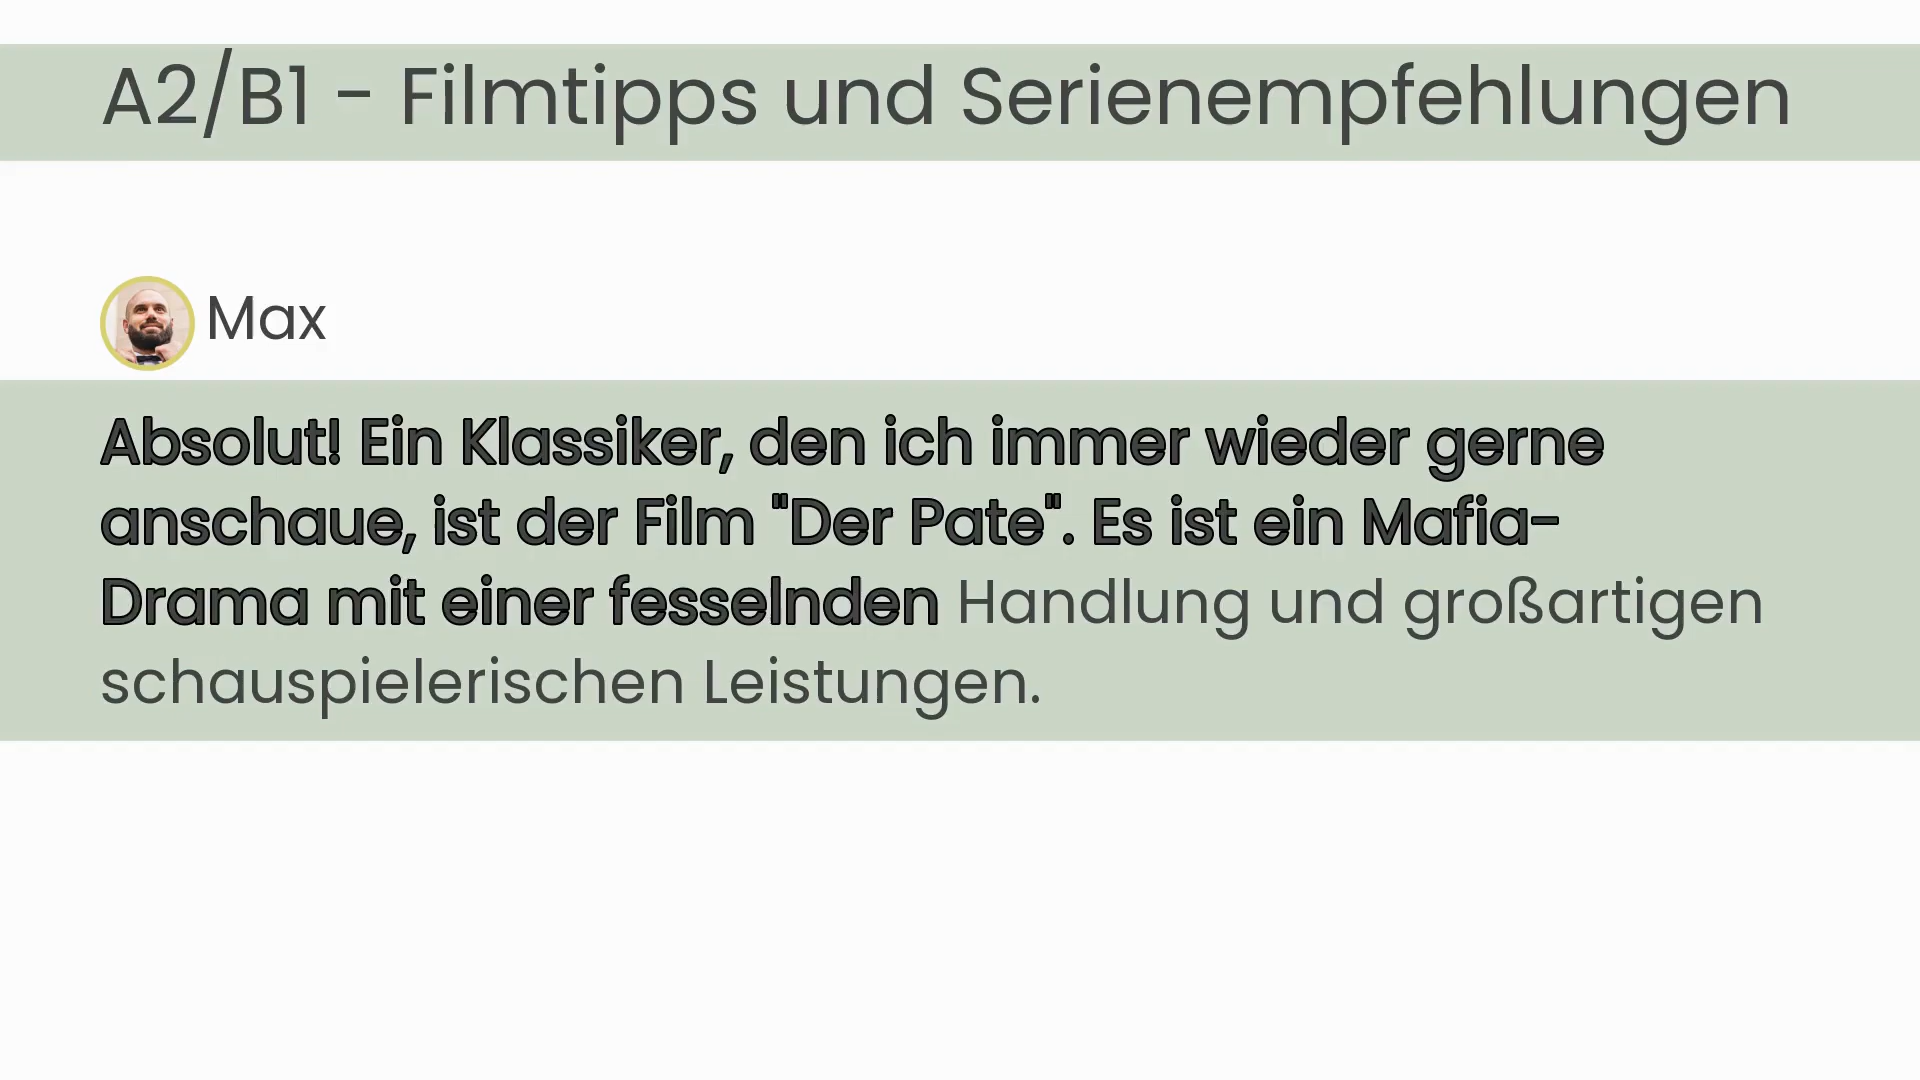 A2/B1 - Filmtipps und Serienempfehlungen
Max
Absolut! Ein Klassiker, den ich immer wieder gerne
anschaue, ist der Film "Der Pate". Es ist ein Mafia-
Drama mit einer fesselnden Handlung und großartigen
schauspielerischen Leistungen.